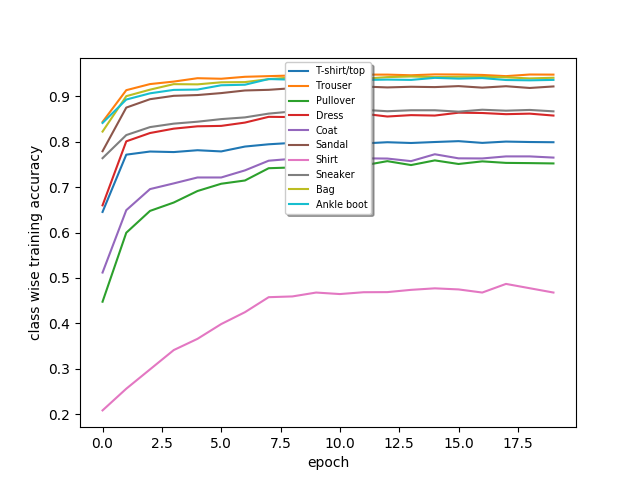 T-shirt/top
Trouser
Pullover
Dress
Coat
Sandal
Shirt
Sneaker
Bag
Ankle boot
class wise training accuracy
0.9
0.8
0.7
0.6
0.5
0.4
0.3
0.2
0.0 2.5 5.0 7.5 10.0 12.5 15.0 17.5
epoch